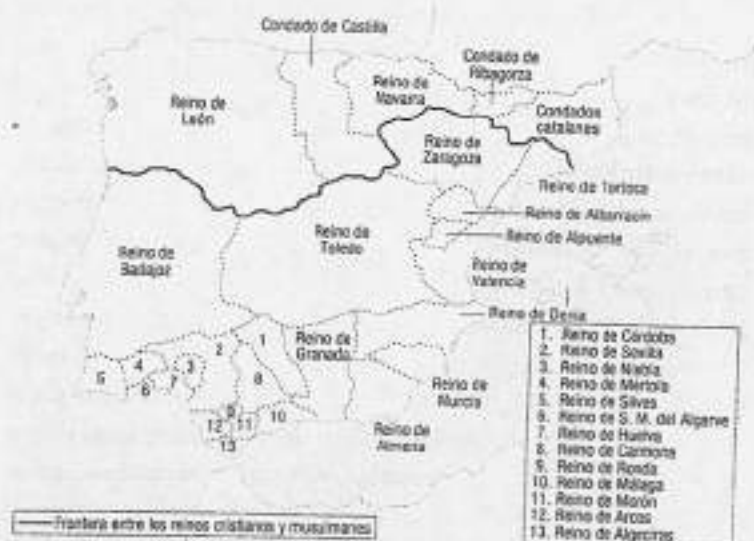 Condado de Castilla
Condado de
Ribagorza
Reino de
León
Reino de
Navarra
Condados
catalanes
Reino de
Zaragoza
Reino de Tortosa
Reino de Albarracín
Reino de Alpuente
Reino de
Badajoz
Reino de
Toledo
Reino de
Valencia
Reino de Denia
Reino de
Granada
Reino de
Murcia
Reino de
Almería
1
2
3
4
5
6
7
8
9
10
11
12
13
1. Reino de Córdoba
2. Reino de Sevilla
3. Reino de Niebla
4. Reino de Mértola
5. Reino de Silves
6. Reino de S. M. del Algarve
7. Reino de Huelva
8. Reino de Carmona
9. Reino de Ronda
10. Reino de Málaga
11. Reino de Morón
12. Reino de Arcos
13. Reino de Algeciras
Frontera entre los reinos cristianos y musulmanes